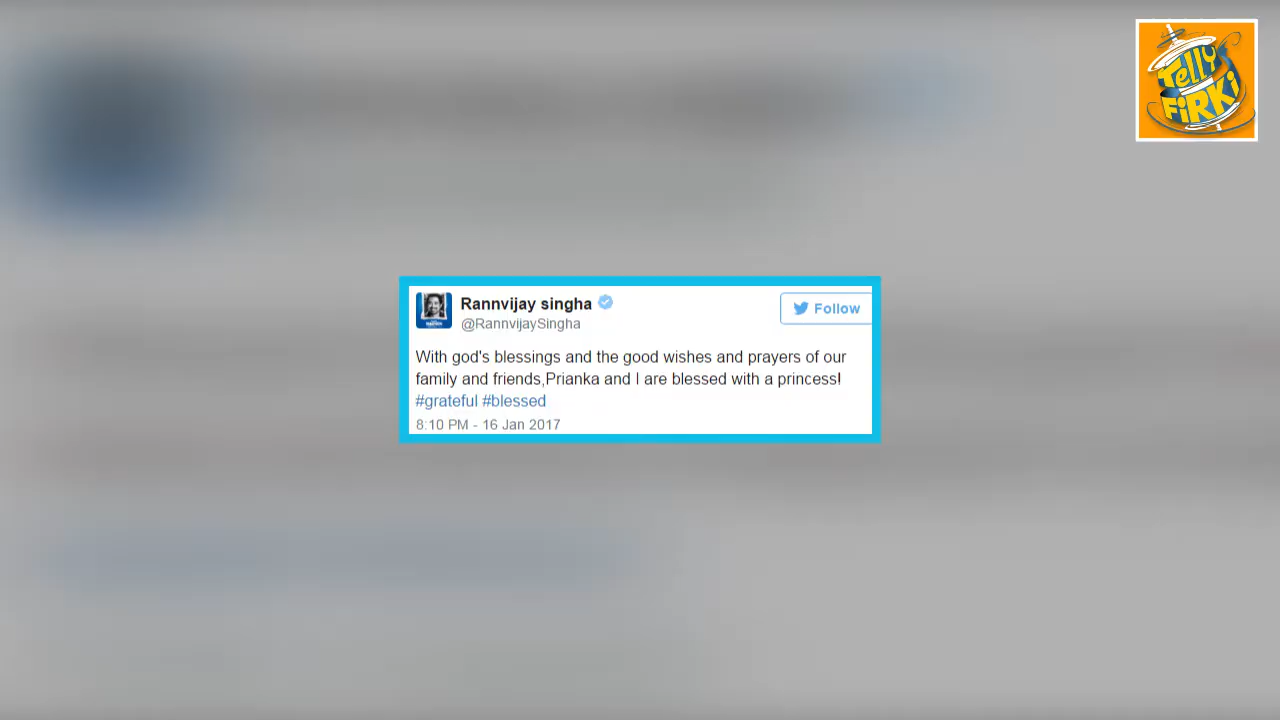 Telly
FiRKi
Rannvijay singha
Follow
@RannvijaySingha
With god's blessings and the good wishes and prayers of our
family and friends,Prianka and I are blessed with a princess!
#grateful #blessed
8:10 PM - 16 Jan 2017